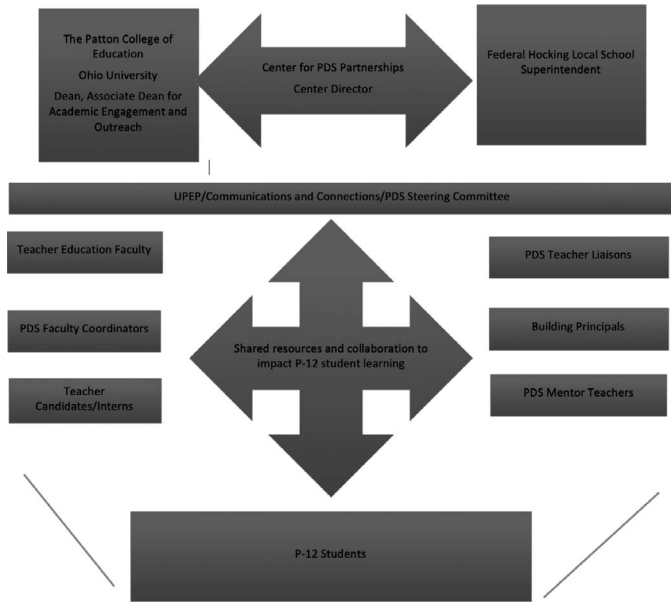 The Patton College of
Education
Ohio University
Dean, Associate Dean for
Academic Engagement and
Outreach
Center for PDS Partnerships
Center Director
Federal Hocking Local School
Superintendent
UPEP/Communications and Connections/PDS Steering Committee
Teacher Education Faculty
PDS Faculty Coordinators
Teacher
Candidates/Interns
Shared resources and collaboration to
impact P-12 student learning
PDS Teacher Liaisons
Building Principals
PDS Mentor Teachers
P-12 Students